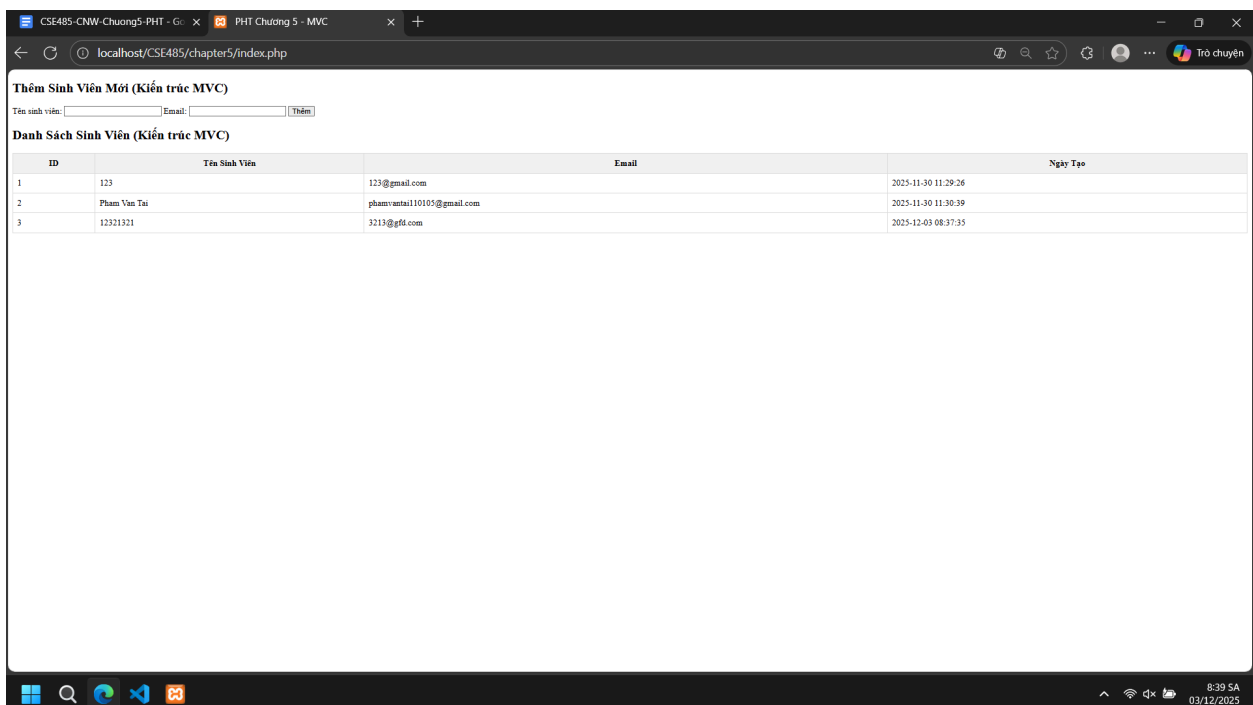 CSE485-CNW-Chuong5-PHT - Go
PHT Chương 5 - MVC
localhost/CSE485/chapter5/index.php
Trò chuyện
Thêm Sinh Viên Mới (Kiến trúc MVC)
Tên sinh viên: Email: Thêm
Danh Sách Sinh Viên (Kiến trúc MVC)
ID Tên Sinh Viên Email Ngày Tạo
1 123 123@gmail.com 2025-11-30 11:29:26
2 Pham Van Tai phamvantai110105@gmail.com 2025-11-30 11:30:39
3 12321321 3213@gfd.com 2025-12-03 08:37:35
8:39 SA
03/12/2025